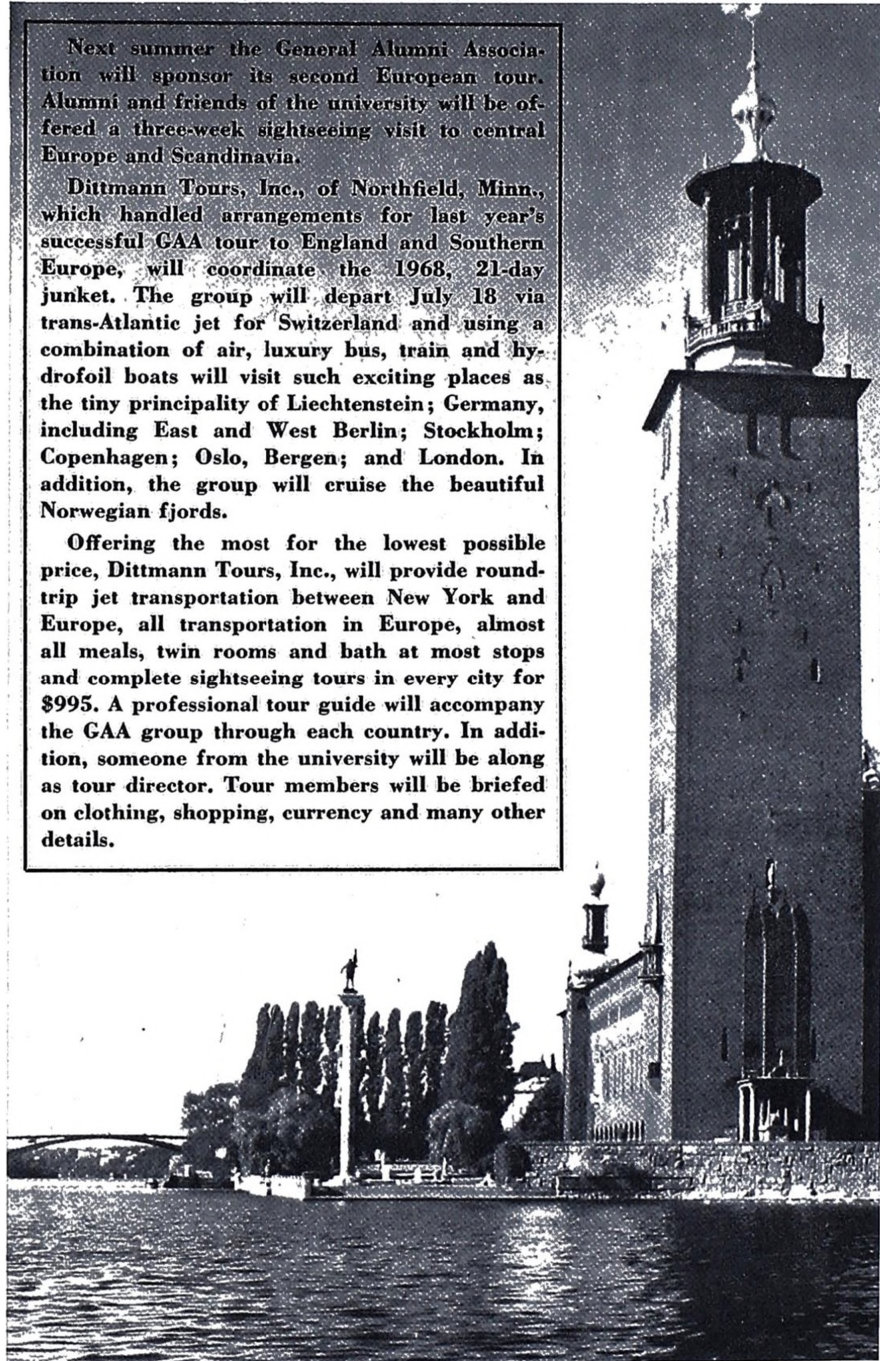 Next summer the General Alumni Associa-
tion will sponsor its second European tour.
Alumni and friends of the university will be of-
fered a three-week sightseeing visit to central
Europe and Scandinavia.
Dittmann Tours, Inc., of Northfield, Minn.,
which handled arrangements for last year's
successful GAA tour to England and Southern
Europe, will coordinate the 1968, 21-day
junket. The group will depart July 18 via
trans-Atlantic jet for Switzerland and using a
combination of air, luxury bus, train and hy-
drofoil boats will visit such exciting places as
the tiny principality of Liechtenstein; Germany,
including East and West Berlin; Stockholm;
Copenhagen; Oslo, Bergen; and London. In
addition, the group will cruise the beautiful
Norwegian fjords.
Offering the most for the lowest possible
price, Dittmann Tours, Inc., will provide round-
trip jet transportation between New York and
Europe, all transportation in Europe, almost
all meals, twin rooms and bath at most stops
and complete sightseeing tours in every city for
$995. A professional tour guide will accompany
the GAA group through each country. In addi-
tion, someone from the university will be along
as tour director. Tour members will be briefed
on clothing, shopping, currency and many other
details.